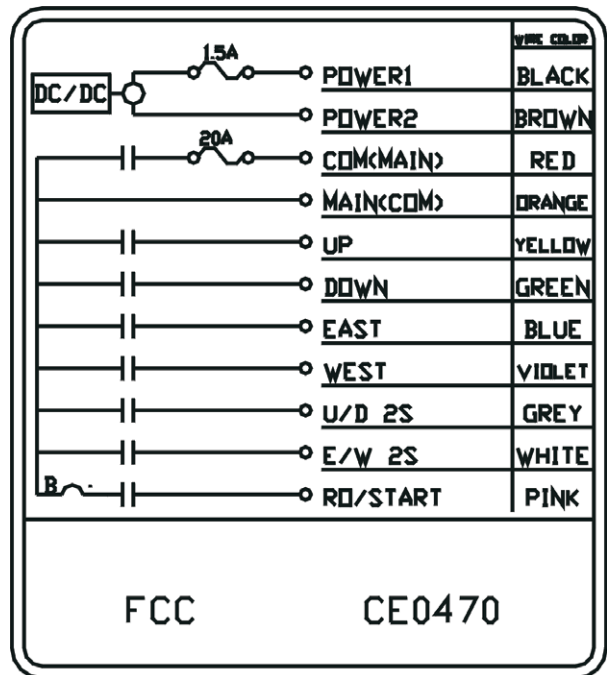 WIRE COLOR
1.5A
POWER1 BLACK
DC/DC
POWER2 BROWN
20A
COM(MAIN) RED
MAIN(COM) ORANGE
UP YELLOW
DOWN GREEN
EAST BLUE
WEST VIOLET
U/D 2S GREY
E/W 2S WHITE
B RO/START PINK
FCC CE0470